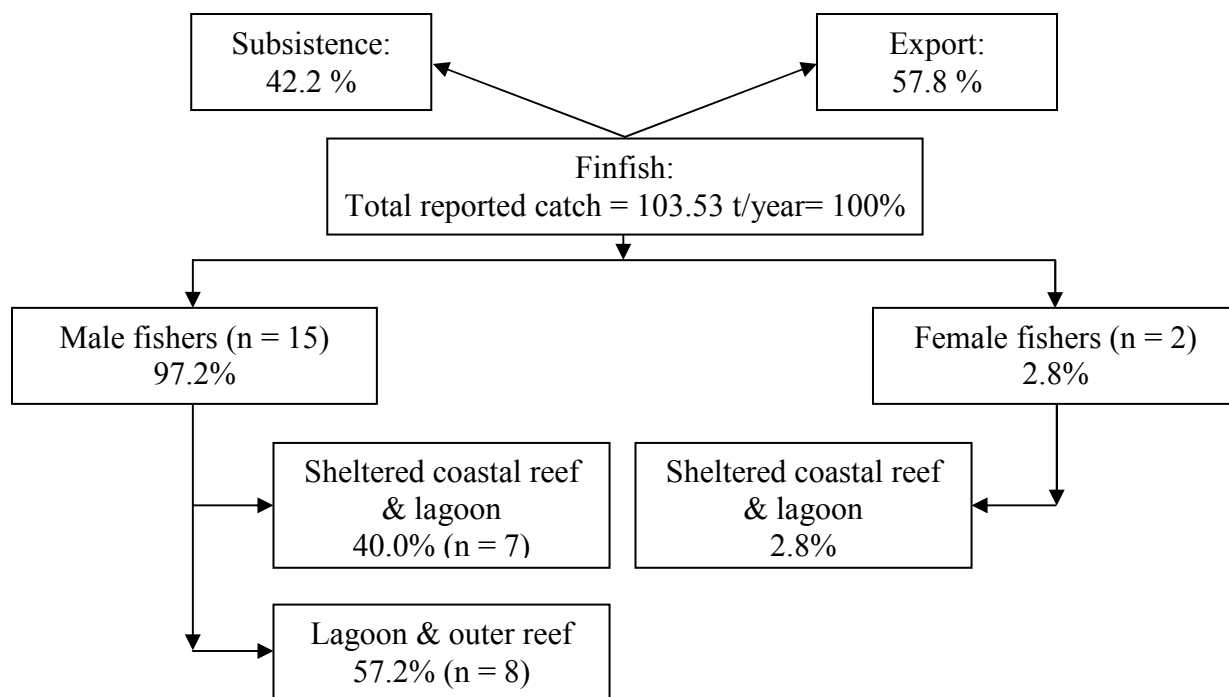 Subsistence:
42.2 %
Export:
57.8 %
Finfish:
Total reported catch = 103.53 t/year= 100%
Male fishers (n = 15)
97.2%
Female fishers (n = 2)
2.8%
Sheltered coastal reef
& lagoon
40.0% (n = 7)
Sheltered coastal reef
& lagoon
2.8%
Lagoon & outer reef
57.2% (n = 8)